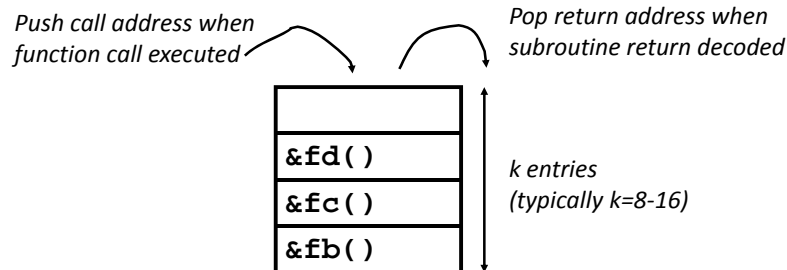 Push call address when
function call executed
Pop return address when
subroutine return decoded
&fd()
&fc()
&fb()
k entries
(typically k=8-16)